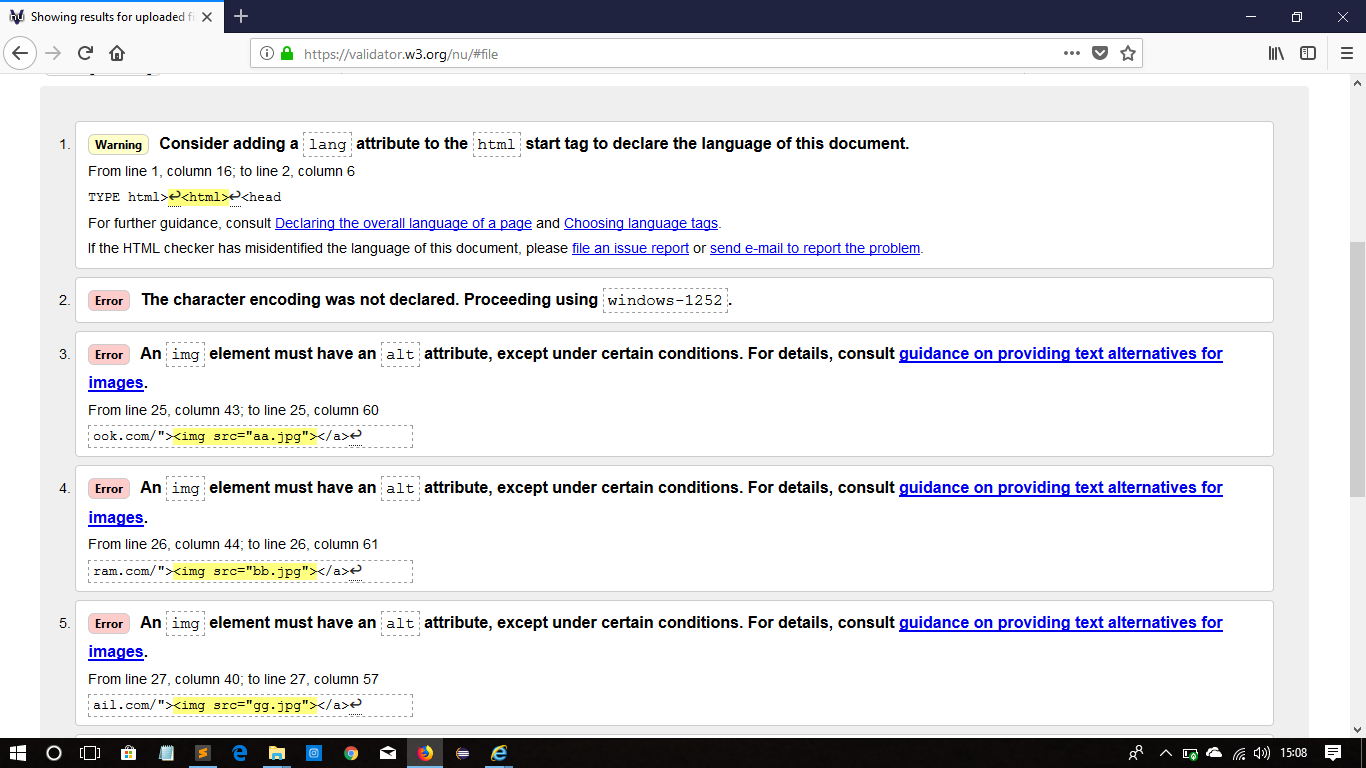 Showing results for uploaded fi
https://validator.w3.org/nu/#file
1. Warning Consider adding a lang attribute to the html start tag to declare the language of this document.
From line 1, column 16; to line 2, column 6
TYPE html>↩<html>↩<head
For further guidance, consult Declaring the overall language of a page and Choosing language tags.
If the HTML checker has misidentified the language of this document, please file an issue report or send e-mail to report the problem.
2. Error The character encoding was not declared. Proceeding using windows-1252.
3. Error An img element must have an alt attribute, except under certain conditions. For details, consult guidance on providing text alternatives for
images.
From line 25, column 43; to line 25, column 60
ook.com/"><img src="aa.jpg"></a>↩
4. Error An img element must have an alt attribute, except under certain conditions. For details, consult guidance on providing text alternatives for
images.
From line 26, column 44; to line 26, column 61
ram.com/"><img src="bb.jpg"></a>↩
5. Error An img element must have an alt attribute, except under certain conditions. For details, consult guidance on providing text alternatives for
images.
From line 27, column 40; to line 27, column 57
ail.com/"><img src="gg.jpg"></a>↩
15:08